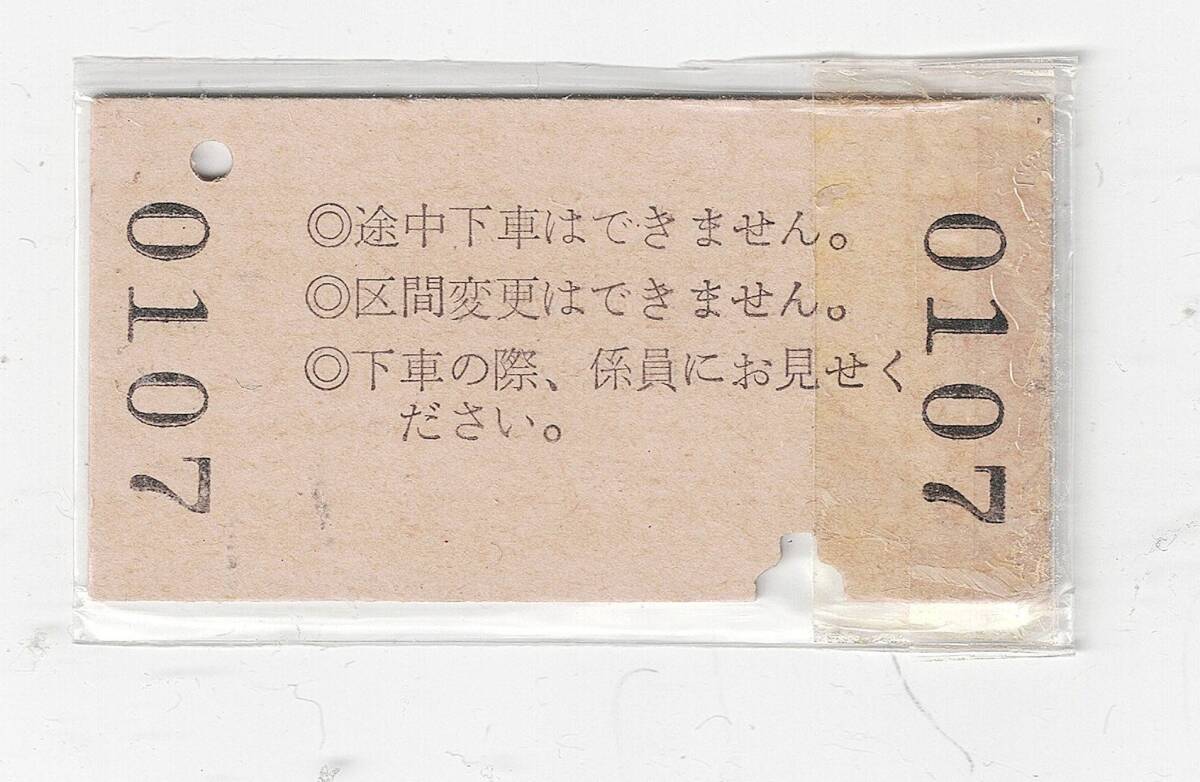 0107
◎途中下車はできません。
◎区間変更はできません。
◎下車の際、係員にお見せく
ださい。
0107